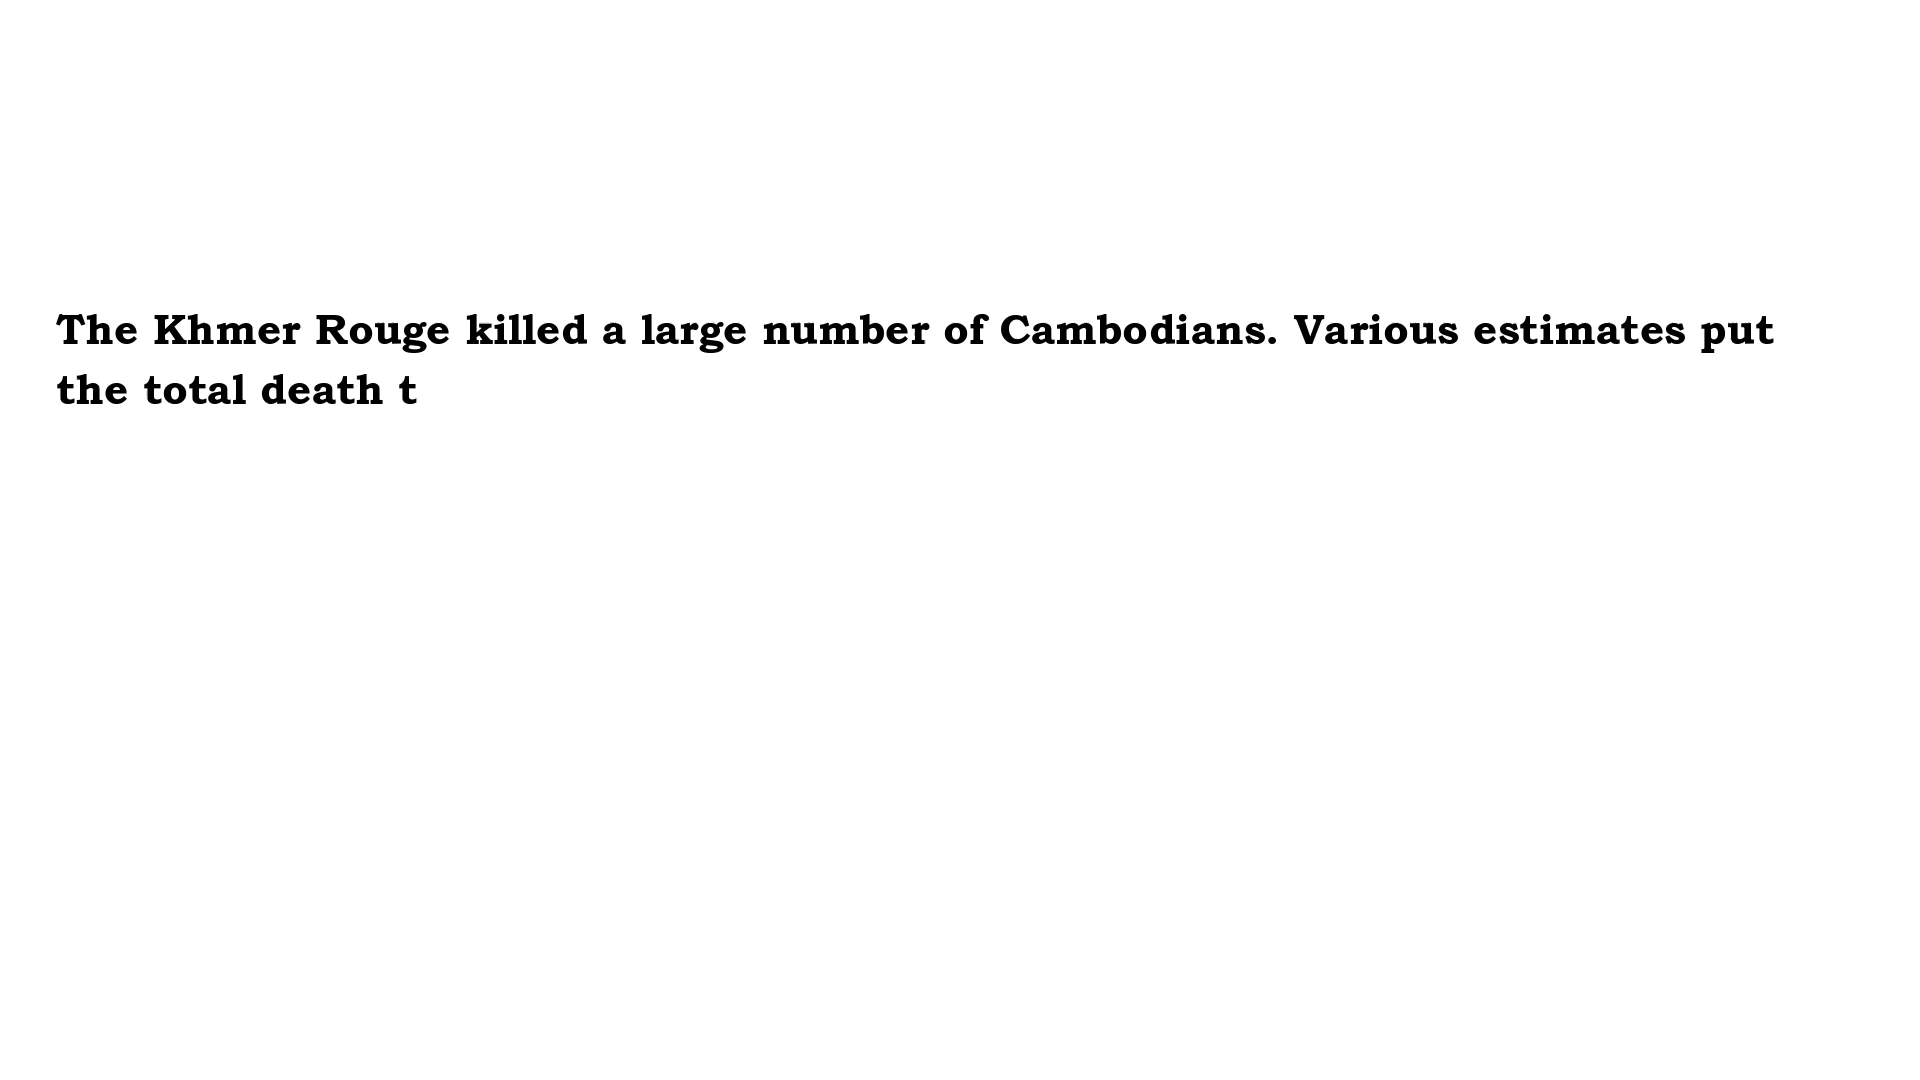 The Khmer Rouge killed a large number of Cambodians. Various estimates put
the total death t